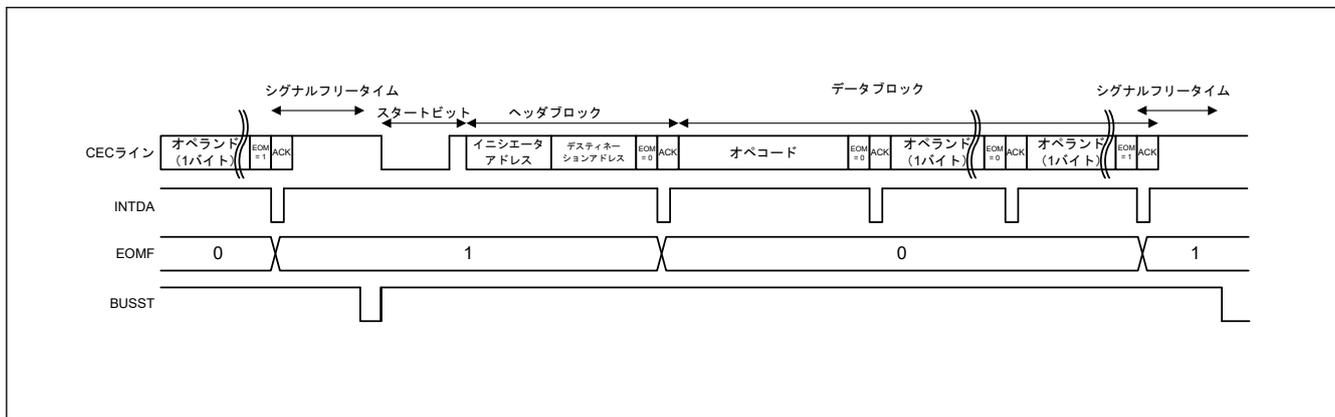 シグナルフリータイム
スタートビット
ヘッダブロック
データブロック
シグナルフリータイム
CECライン
オペランド
(1バイト)
EOM
=1
ACK
イニシエータ
アドレス
デスティネー
ションアドレス
EOM
=0
ACK
オペコード
EOM
=0
ACK
オペランド
(1バイト)
EOM
=0
ACK
オペランド
(1バイト)
EOM
=1
ACK
INTDA
EOMF
0
1
0
1
BUSST